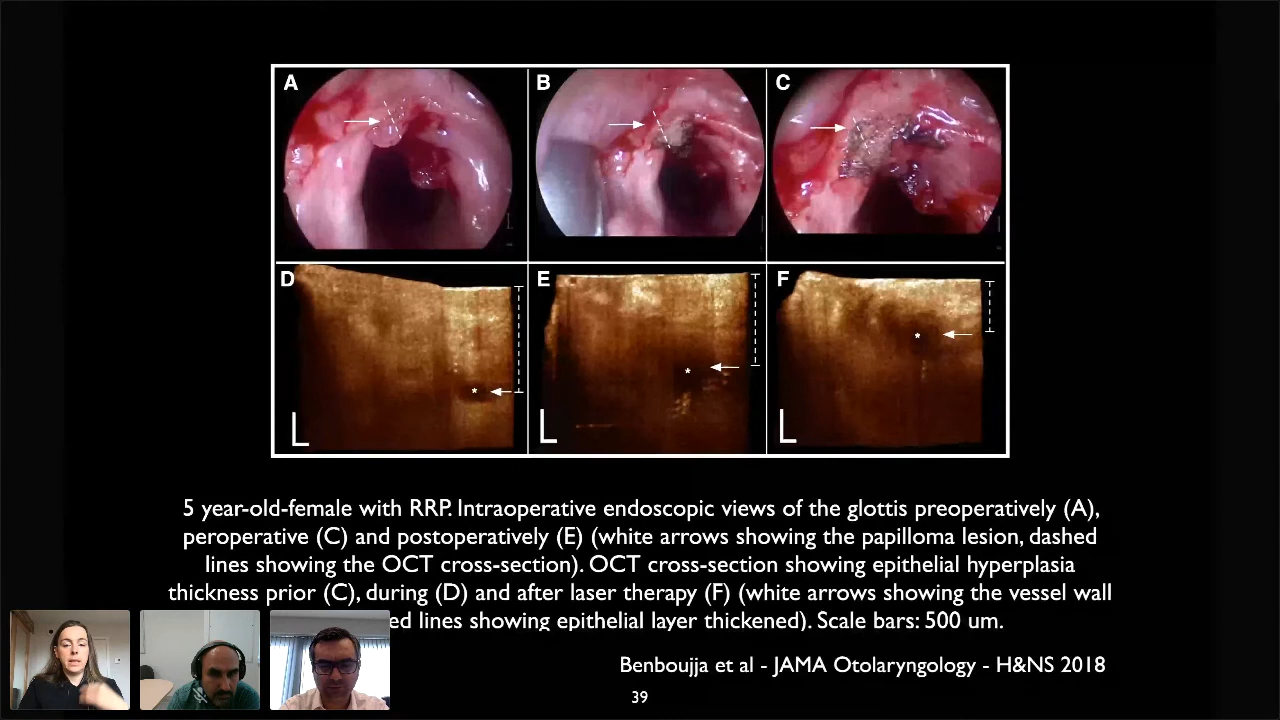 A
B
C
D
E
F
5 year-old-female with RRP. Intraoperative endoscopic views of the glottis preoperatively (A),
peroperative (C) and postoperatively (E) (white arrows showing the papilloma lesion, dashed
lines showing the OCT cross-section). OCT cross-section showing epithelial hyperplasia
thickness prior (C), during (D) and after laser therapy (F) (white arrows showing the vessel wall
lines showing epithelial layer thickened). Scale bars: 500 um.
Benboujja et al - JAMA Otolaryngology - H&NS 2018
39